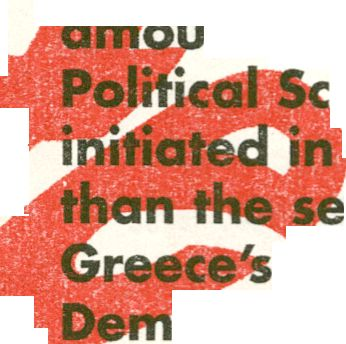 amou
Political Sc
initiated in
than the se
Greece's
Dem